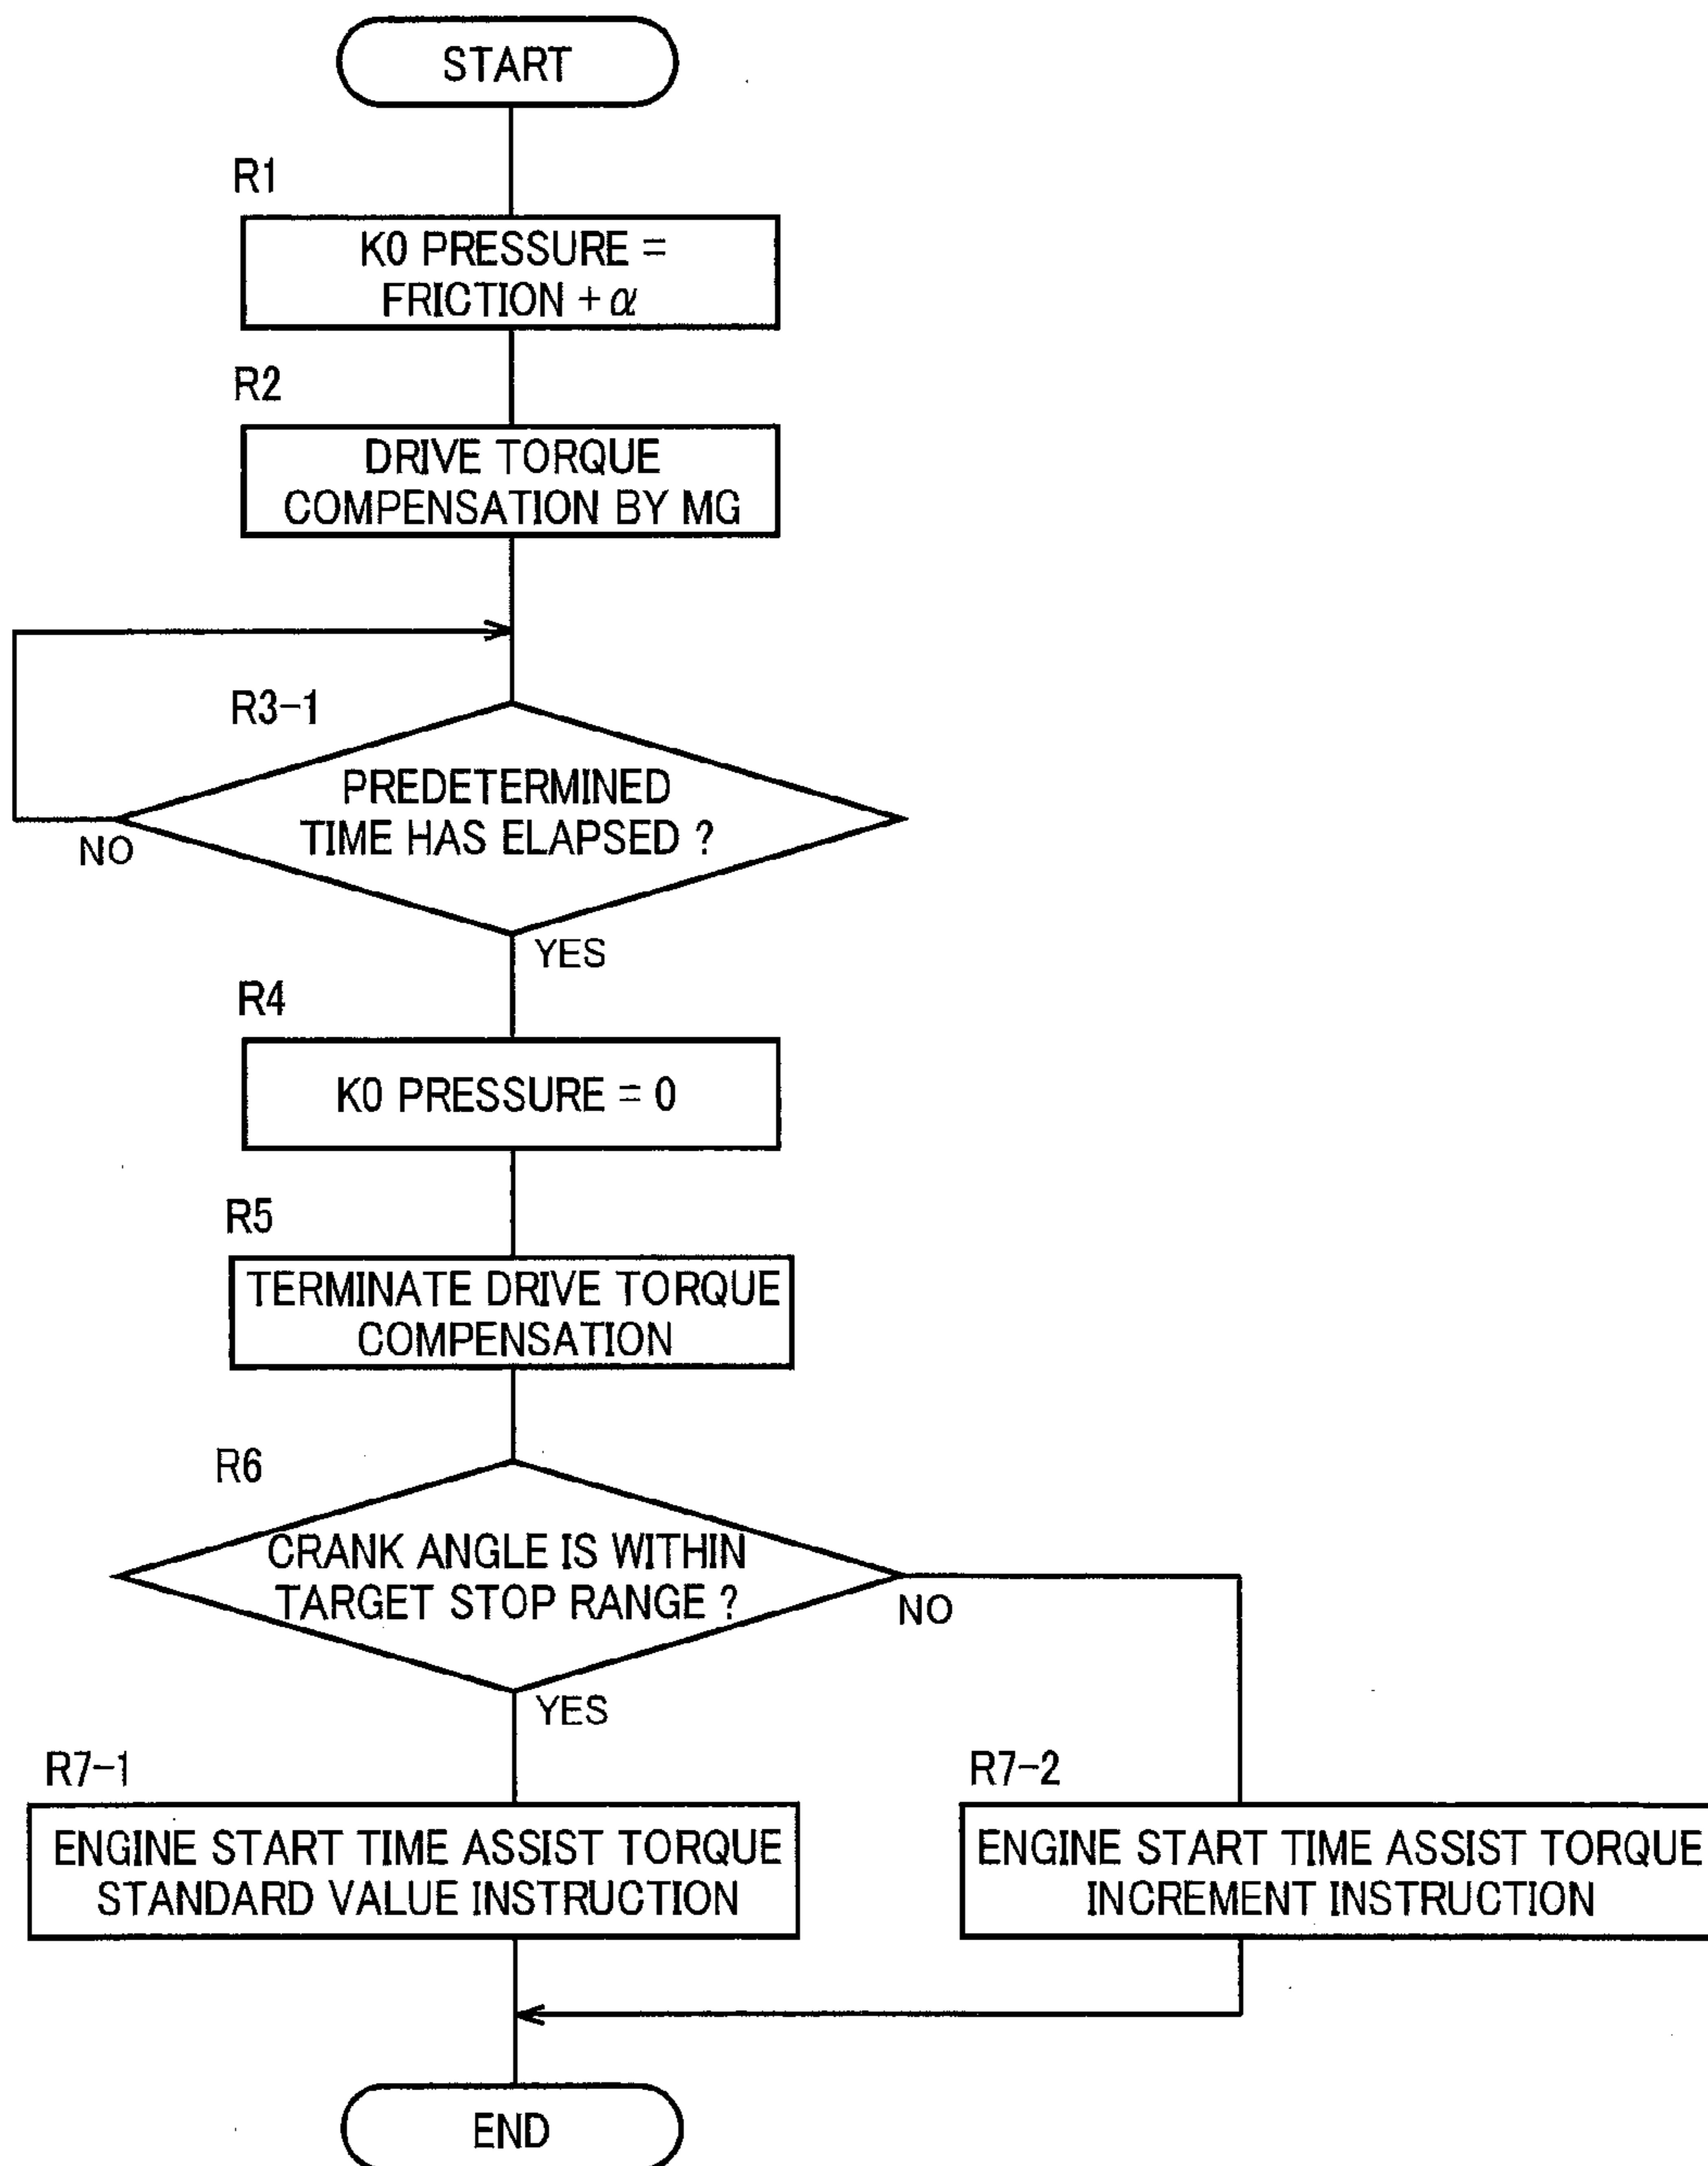 START
R1
K0 PRESSURE =
FRICTION + α
R2
DRIVE TORQUE
COMPENSATION BY MG
R3-1
PREDETERMINED
TIME HAS ELAPSED ?
NO
YES
R4
K0 PRESSURE = 0
R5
TERMINATE DRIVE TORQUE
COMPENSATION
R6
CRANK ANGLE IS WITHIN
TARGET STOP RANGE ?
NO
YES
R7-1
ENGINE START TIME ASSIST TORQUE
STANDARD VALUE INSTRUCTION
R7-2
ENGINE START TIME ASSIST TORQUE
INCREMENT INSTRUCTION
END